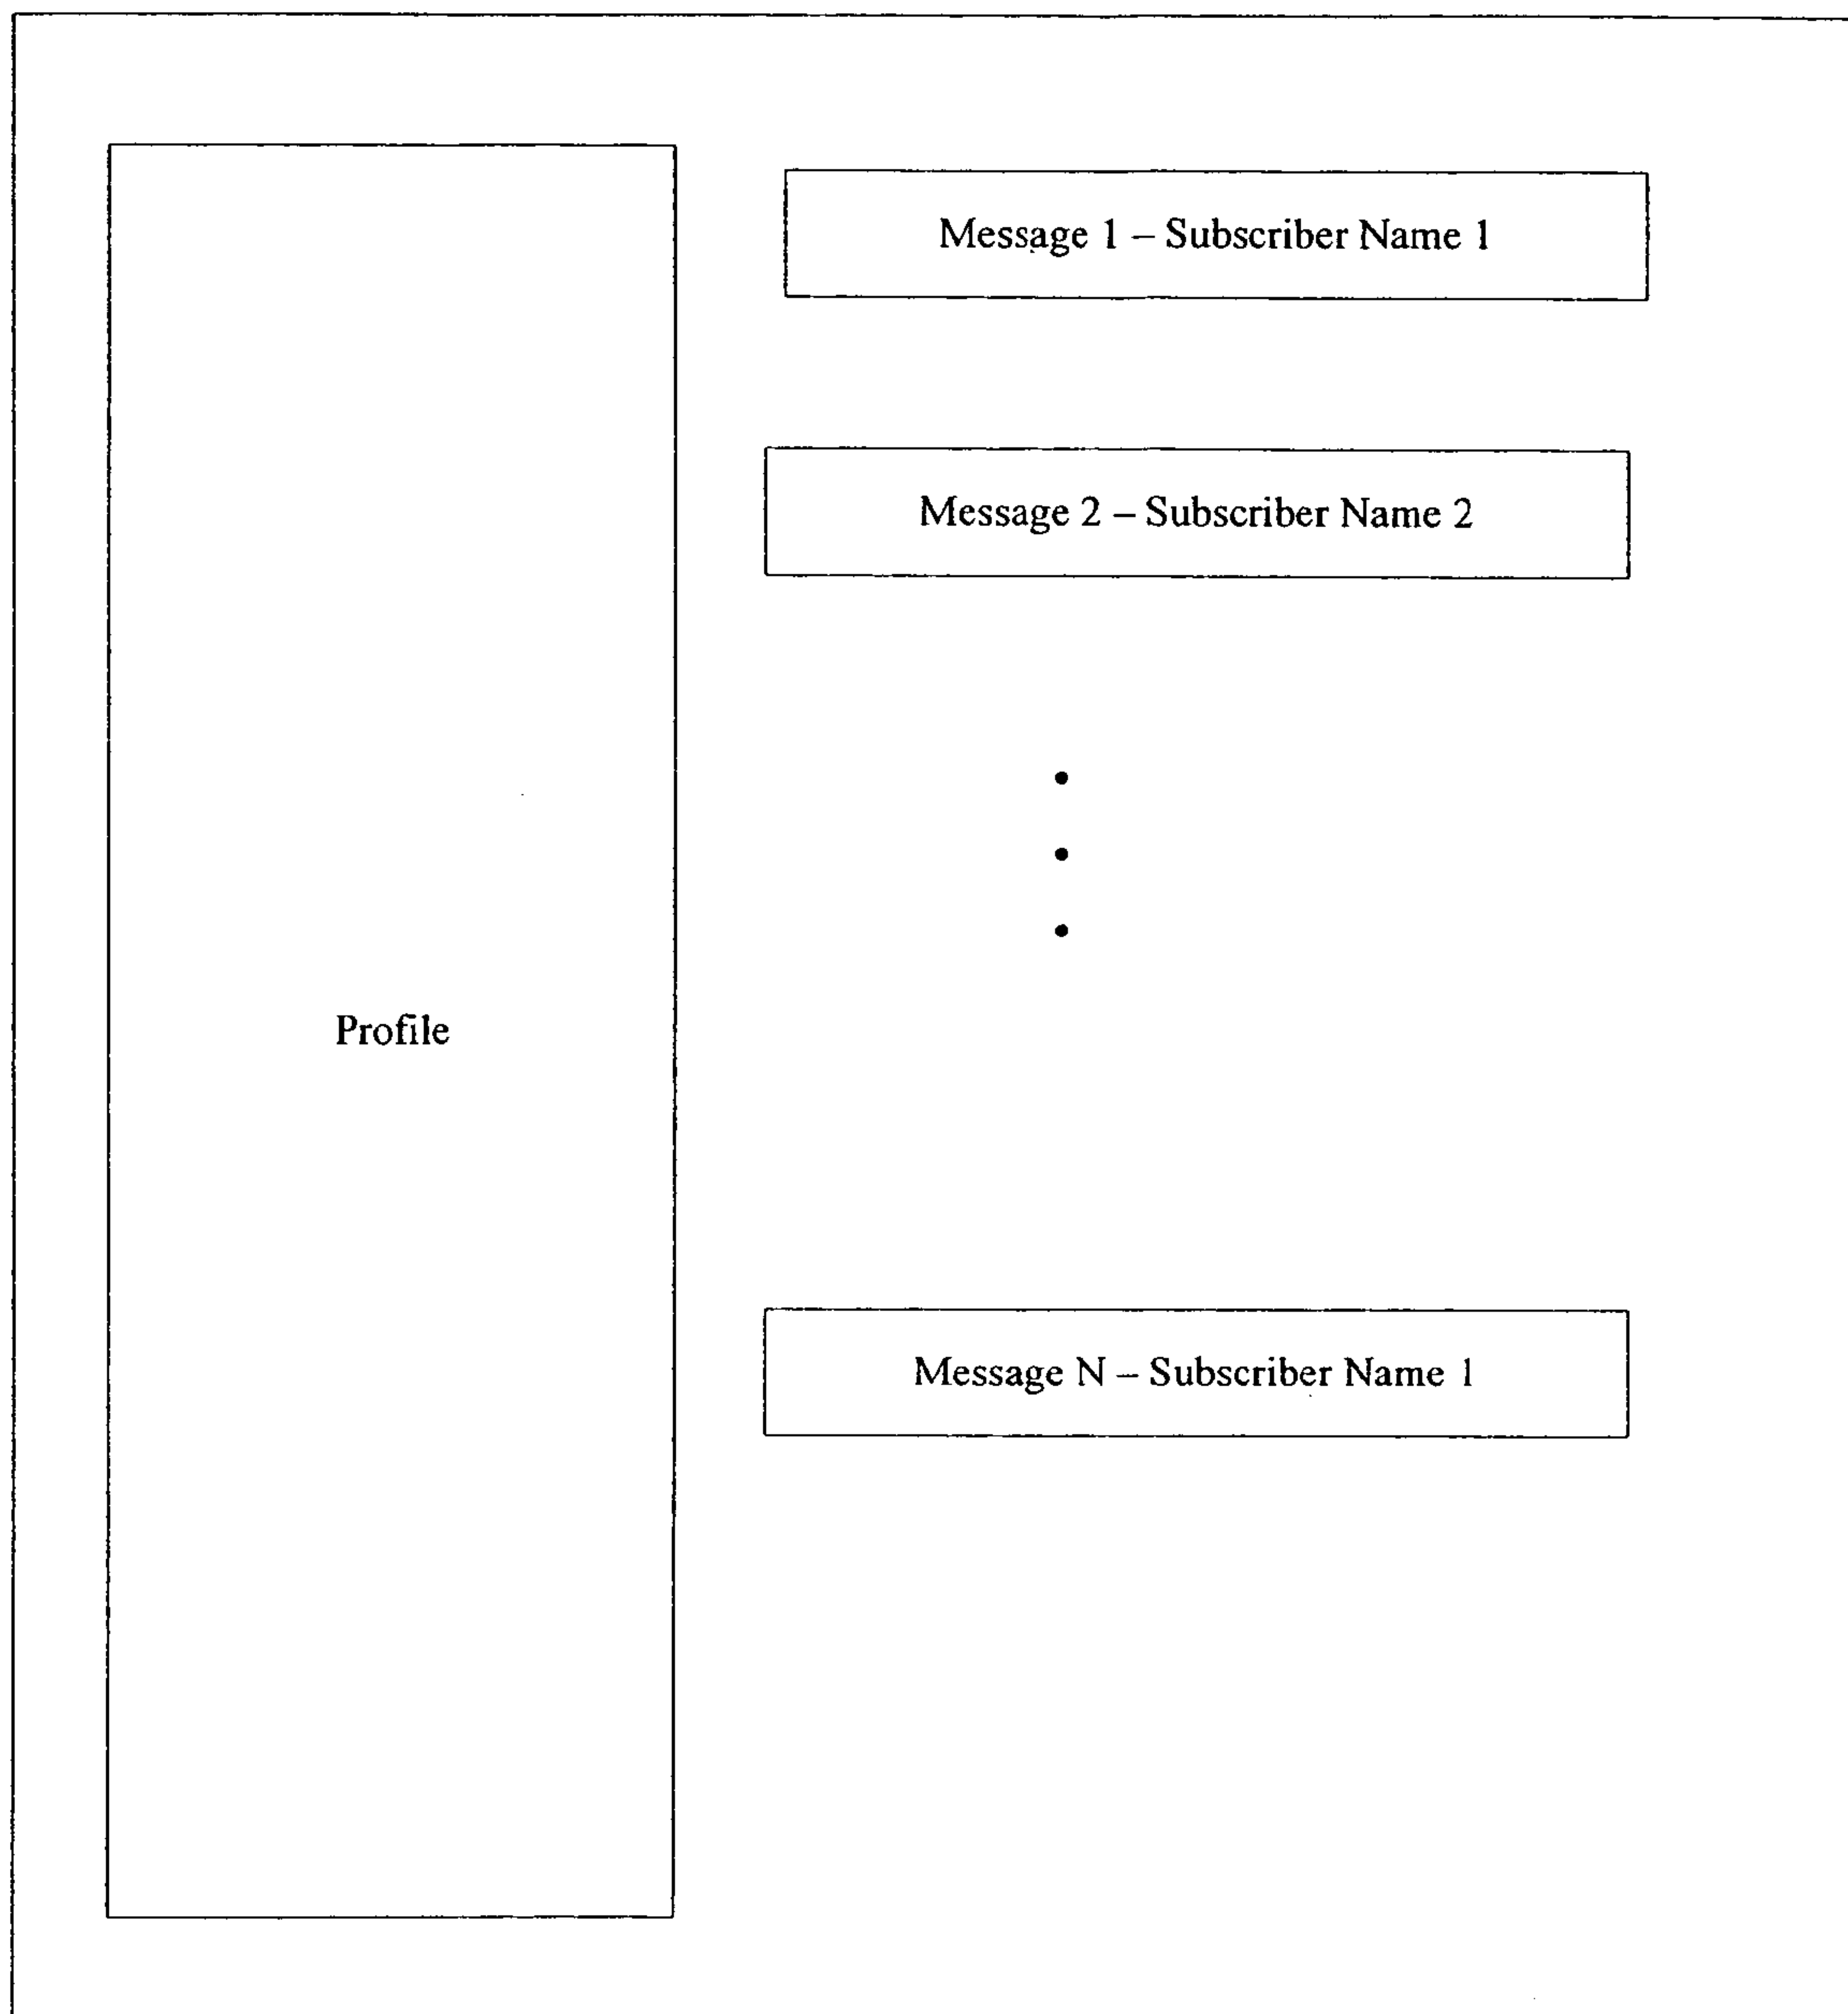 Message 1 – Subscriber Name 1
Message 2 – Subscriber Name 2
Profile
Message N – Subscriber Name 1